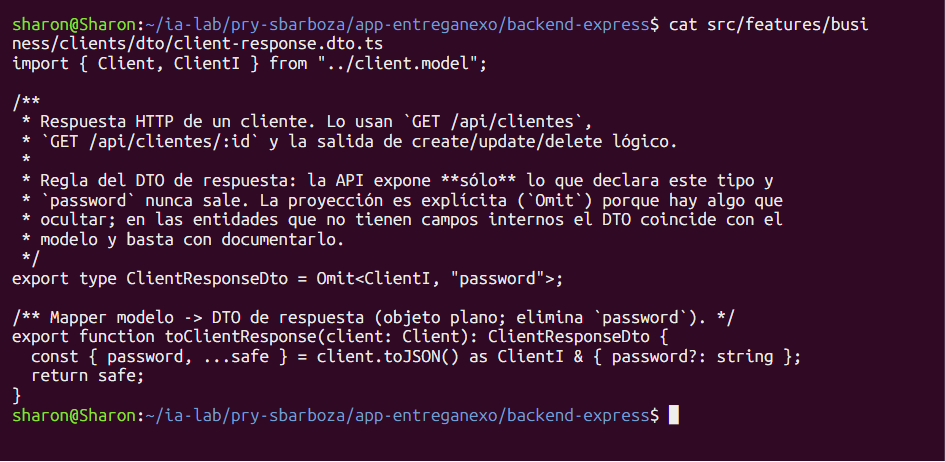 sharon@Sharon:~/ia-lab/pry-sbarboza/app-entreganexo/backend-express$ cat src/features/busi
ness/clients/dto/client-response.dto.ts
import { Client, ClientI } from "../client.model";

/**
 * Respuesta HTTP de un cliente. Lo usan `GET /api/clientes`,
 * `GET /api/clientes/:id` y la salida de create/update/delete lógico.
 *
 * Regla del DTO de respuesta: la API expone **sólo** lo que declara este tipo y
 * `password` nunca sale. La proyección es explícita (`Omit`) porque hay algo que
 * ocultar; en las entidades que no tienen campos internos el DTO coincide con el
 * modelo y basta con documentarlo.
 */
export type ClientResponseDto = Omit<ClientI, "password">;

/** Mapper modelo -> DTO de respuesta (objeto plano; elimina `password`). */
export function toClientResponse(client: Client): ClientResponseDto {
  const { password, ...safe } = client.toJSON() as ClientI & { password?: string };
  return safe;
}
sharon@Sharon:~/ia-lab/pry-sbarboza/app-entreganexo/backend-express$